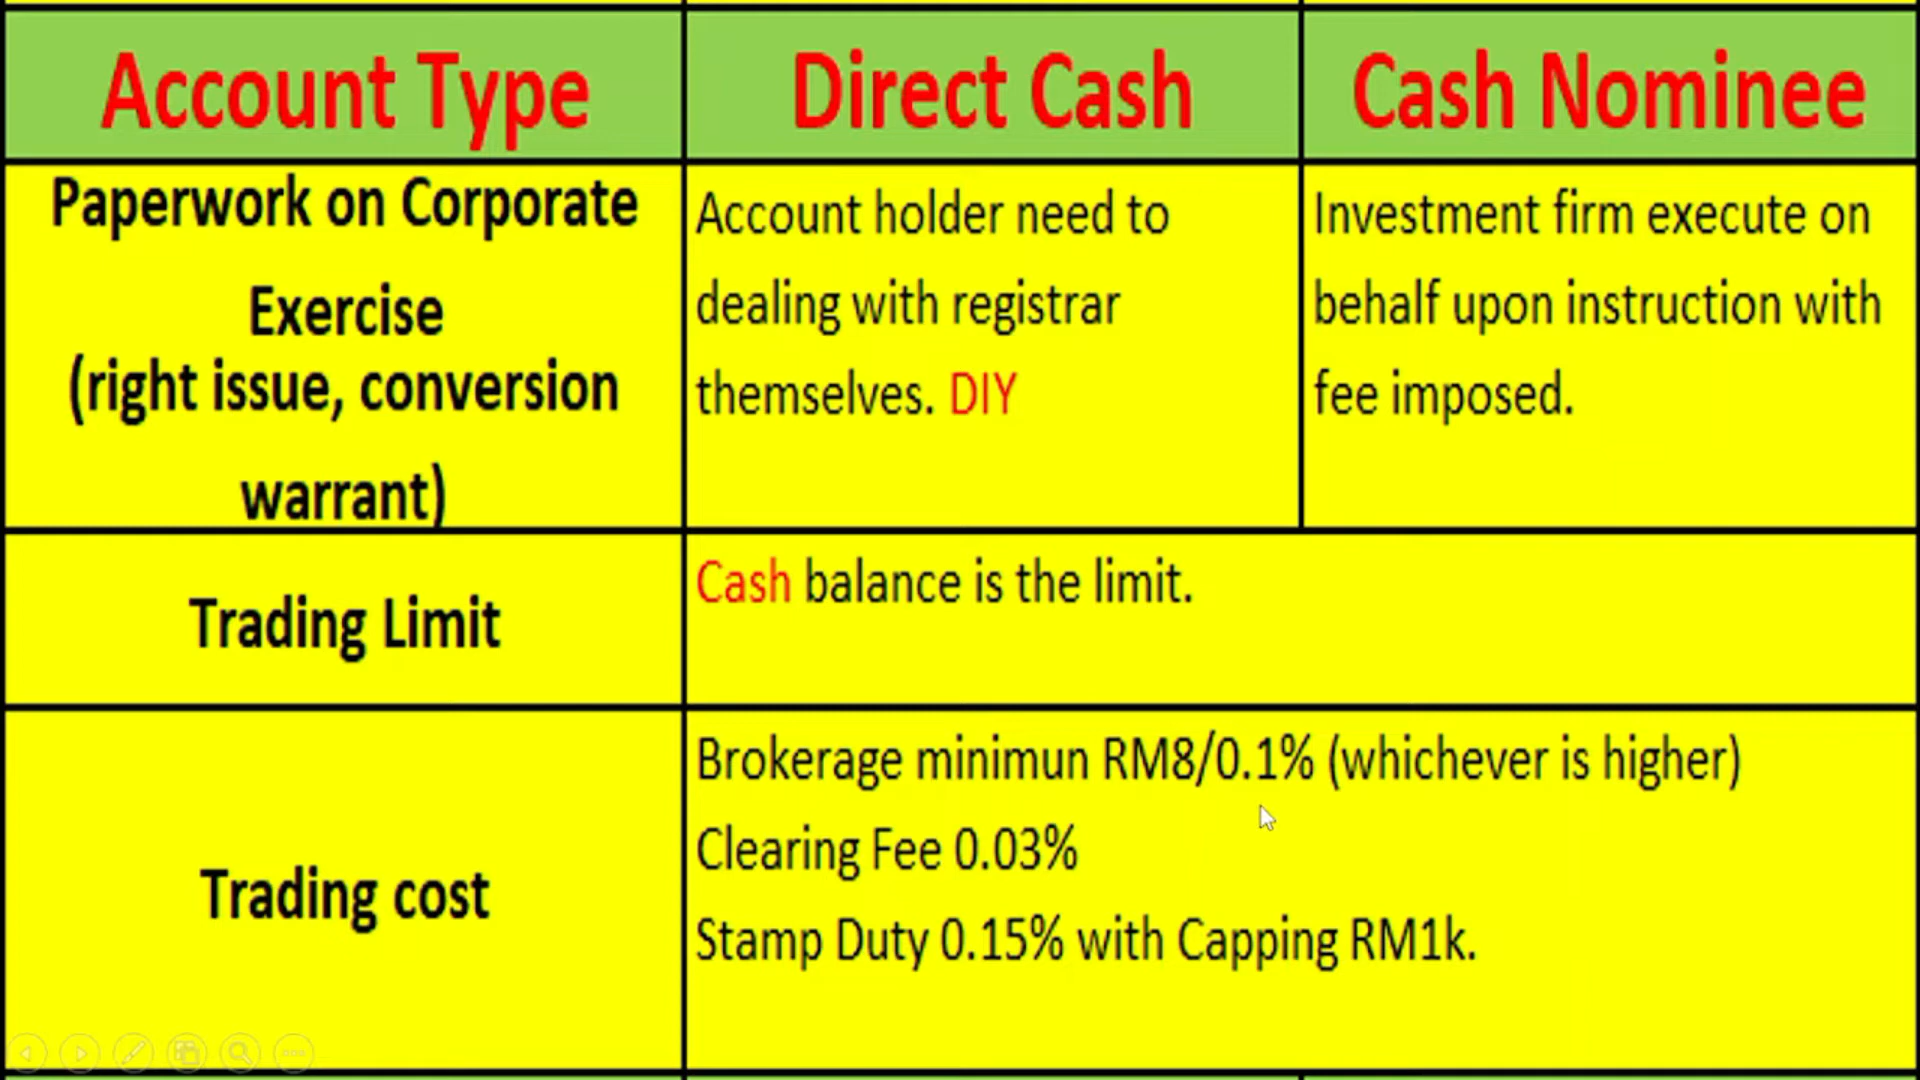 Account Type
Direct Cash
Cash Nominee
Paperwork on Corporate
Exercise
(right issue, conversion
warrant)
Account holder need to
dealing with registrar
themselves. DIY
Investment firm execute on
behalf upon instruction with
fee imposed.
Trading Limit
Cash balance is the limit.
Trading cost
Brokerage minimun RM8/0.1% (whichever is higher)
Clearing Fee 0.03%
Stamp Duty 0.15% with Capping RM1k.